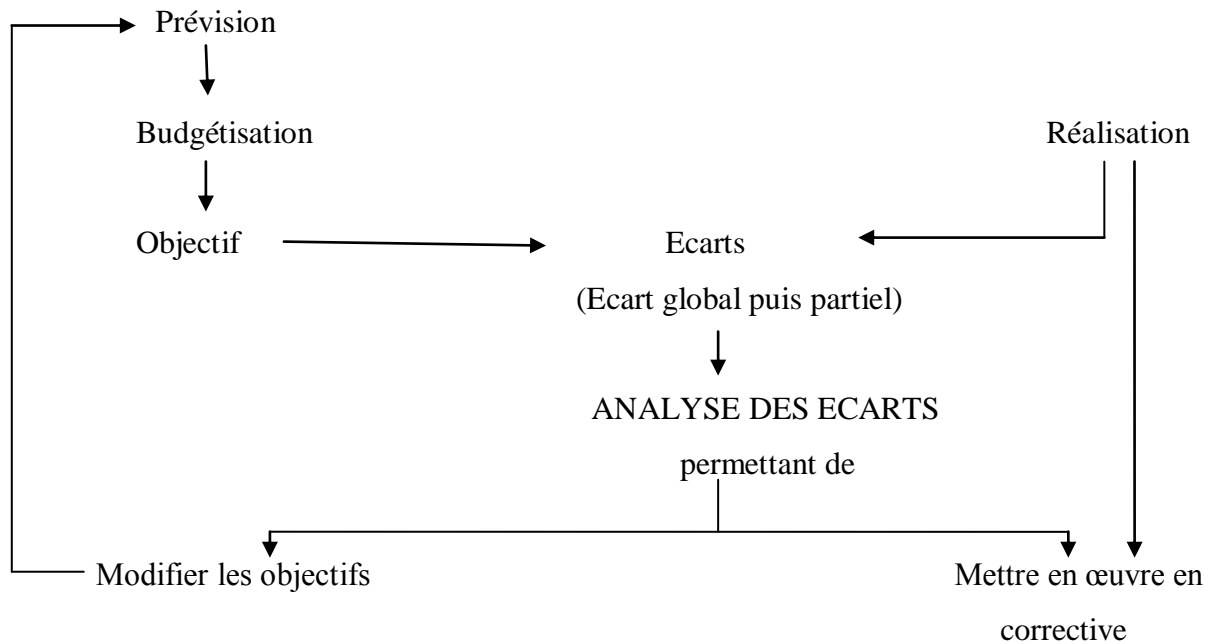 Prévision
Budgétisation
Réalisation
Objectif
Ecarts
(Ecart global puis partiel)
ANALYSE DES ECARTS
permettant de
Modifier les objectifs
Mettre en œuvre en
corrective